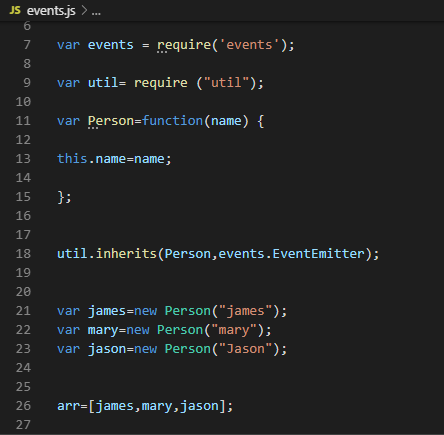 JS events.js > ...
6
7 var events = require('events');
8
9 var util= require ("util");
10
11 var Person=function(name) {
12
13 this.name=name;
14
15 };
16
17
18 util.inherits(Person,events.EventEmitter);
19
20
21 var james=new Person("james");
22 var mary=new Person("mary");
23 var jason=new Person("Jason");
24
25
26 arr=[james,mary,jason];
27